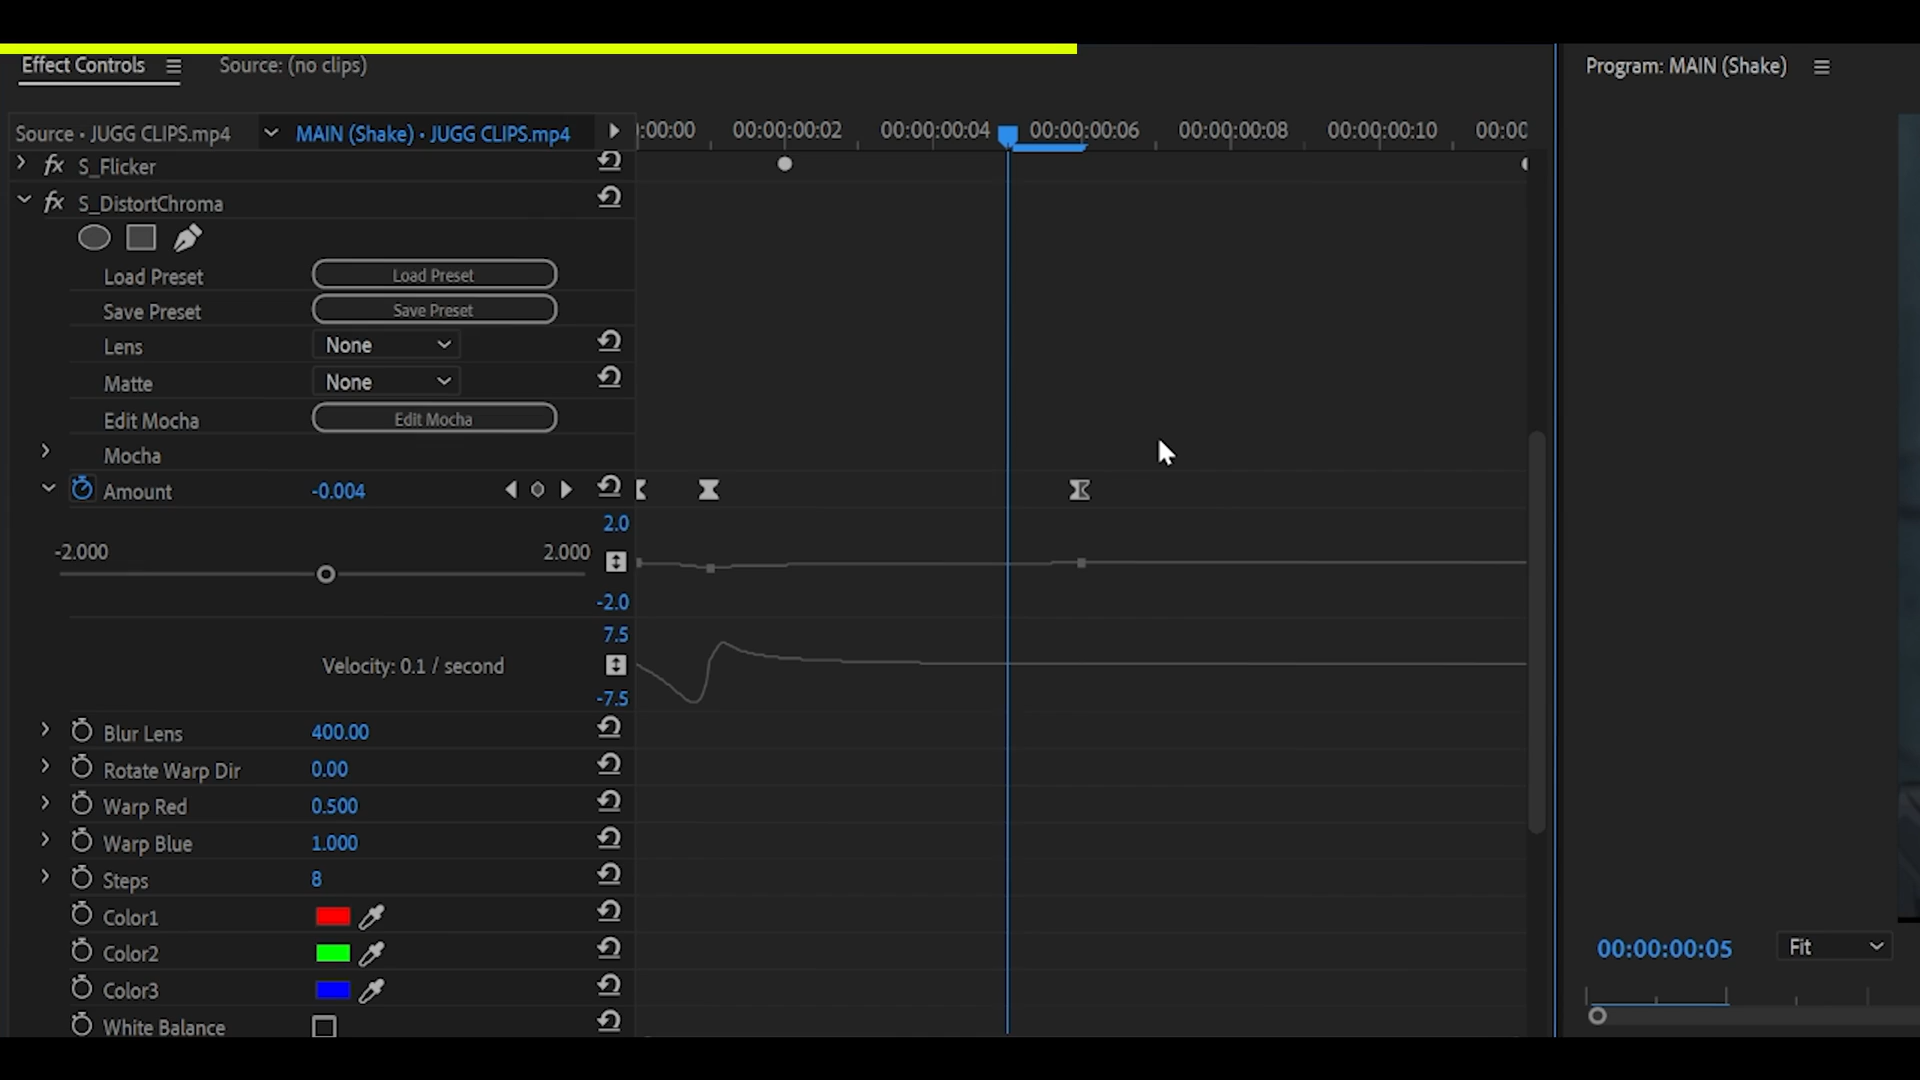 Effect Controls
Source: (no clips)
Program: MAIN (Shake)
Source • JUGG CLIPS.mp4
MAIN (Shake) • JUGG CLIPS.mp4
:00:00
00:00:00:02
00:00:00:04
00:00:00:06
00:00:00:08
00:00:00:10
00:00
fx S_Flicker
fx S_DistortChroma
Load Preset
Load Preset
Save Preset
Save Preset
Lens
None
Matte
None
Edit Mocha
Edit Mocha
Mocha
Amount
-0.004
2.0
-2.000
2.000
-2.0
7.5
Velocity: 0.1 / second
-7.5
Blur Lens
400.00
Rotate Warp Dir
0.00
Warp Red
0.500
Warp Blue
1.000
Steps
8
Color1
Color2
Color3
White Balance
00:00:00:05
Fit